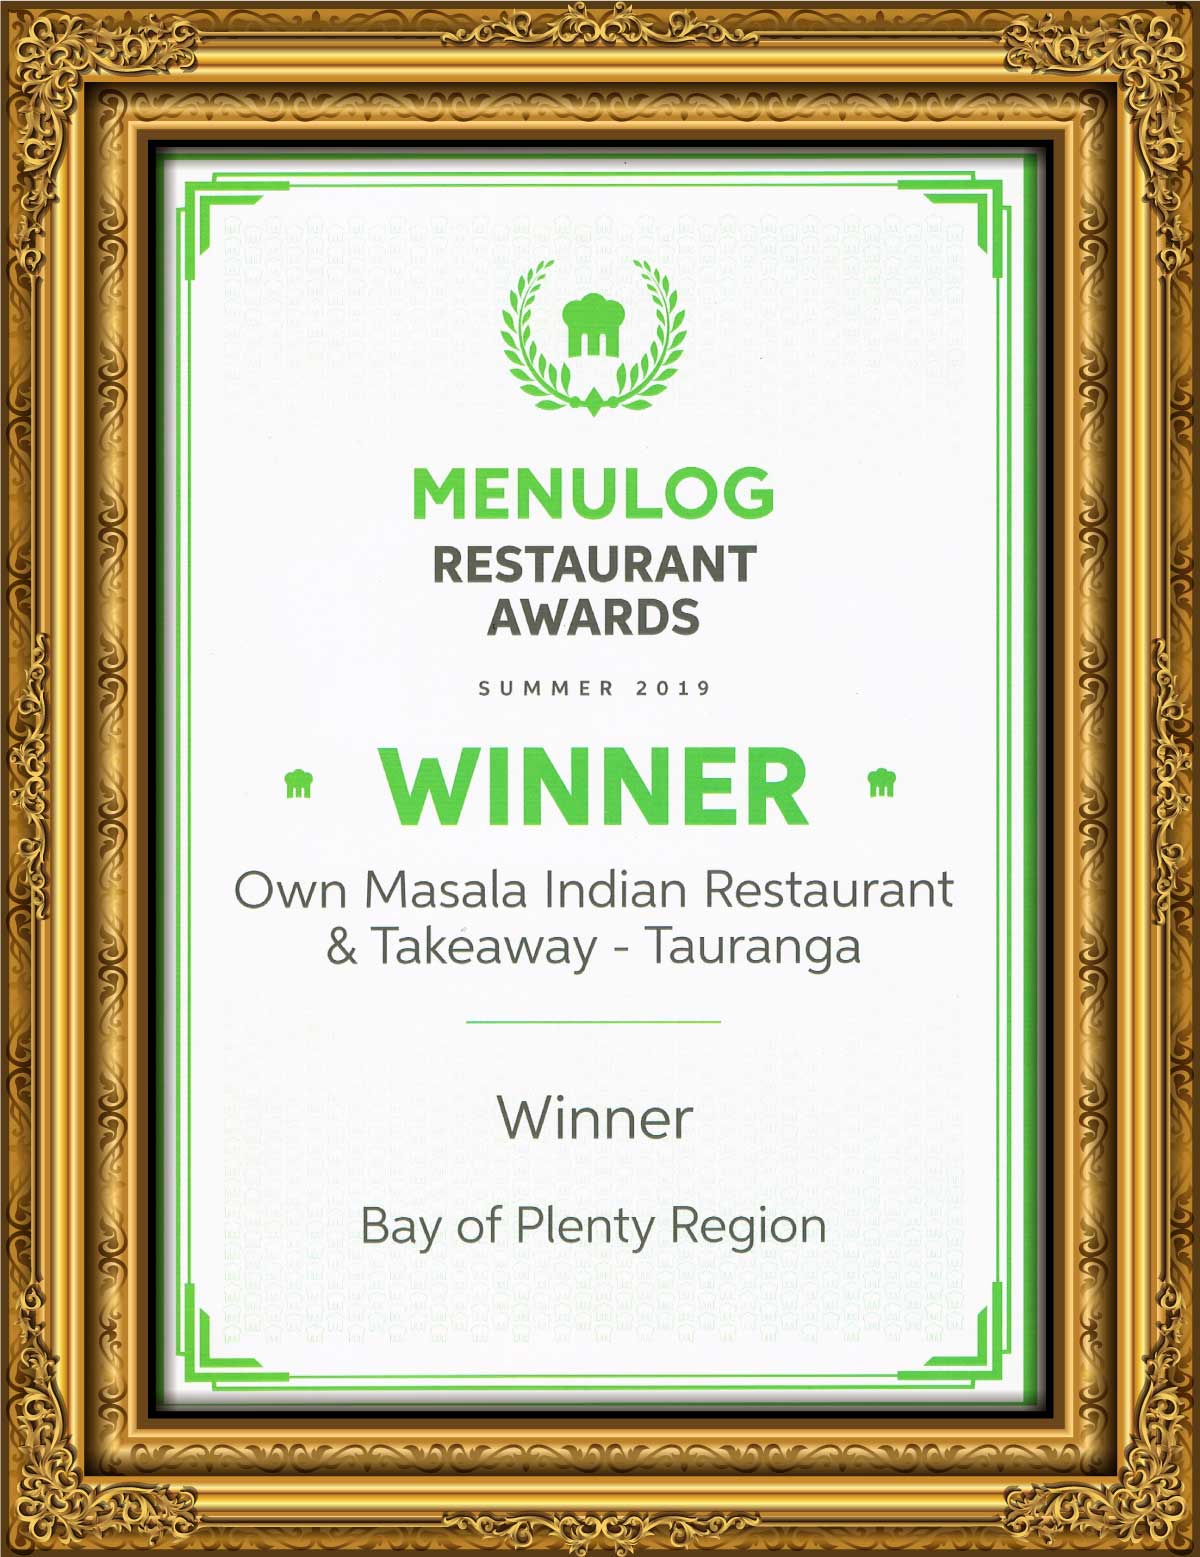 MENULOG
RESTAURANT
AWARDS
SUMMER 2019
WINNER
Own Masala Indian Restaurant
& Takeaway - Tauranga
Winner
Bay of Plenty Region